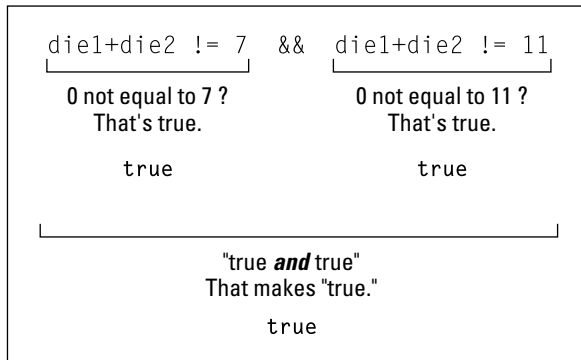 die1+die2 != 7 && die1+die2 != 11
0 not equal to 7 ? 0 not equal to 11 ?
That's true. That's true.
true true
"true and true"
That makes "true."
true